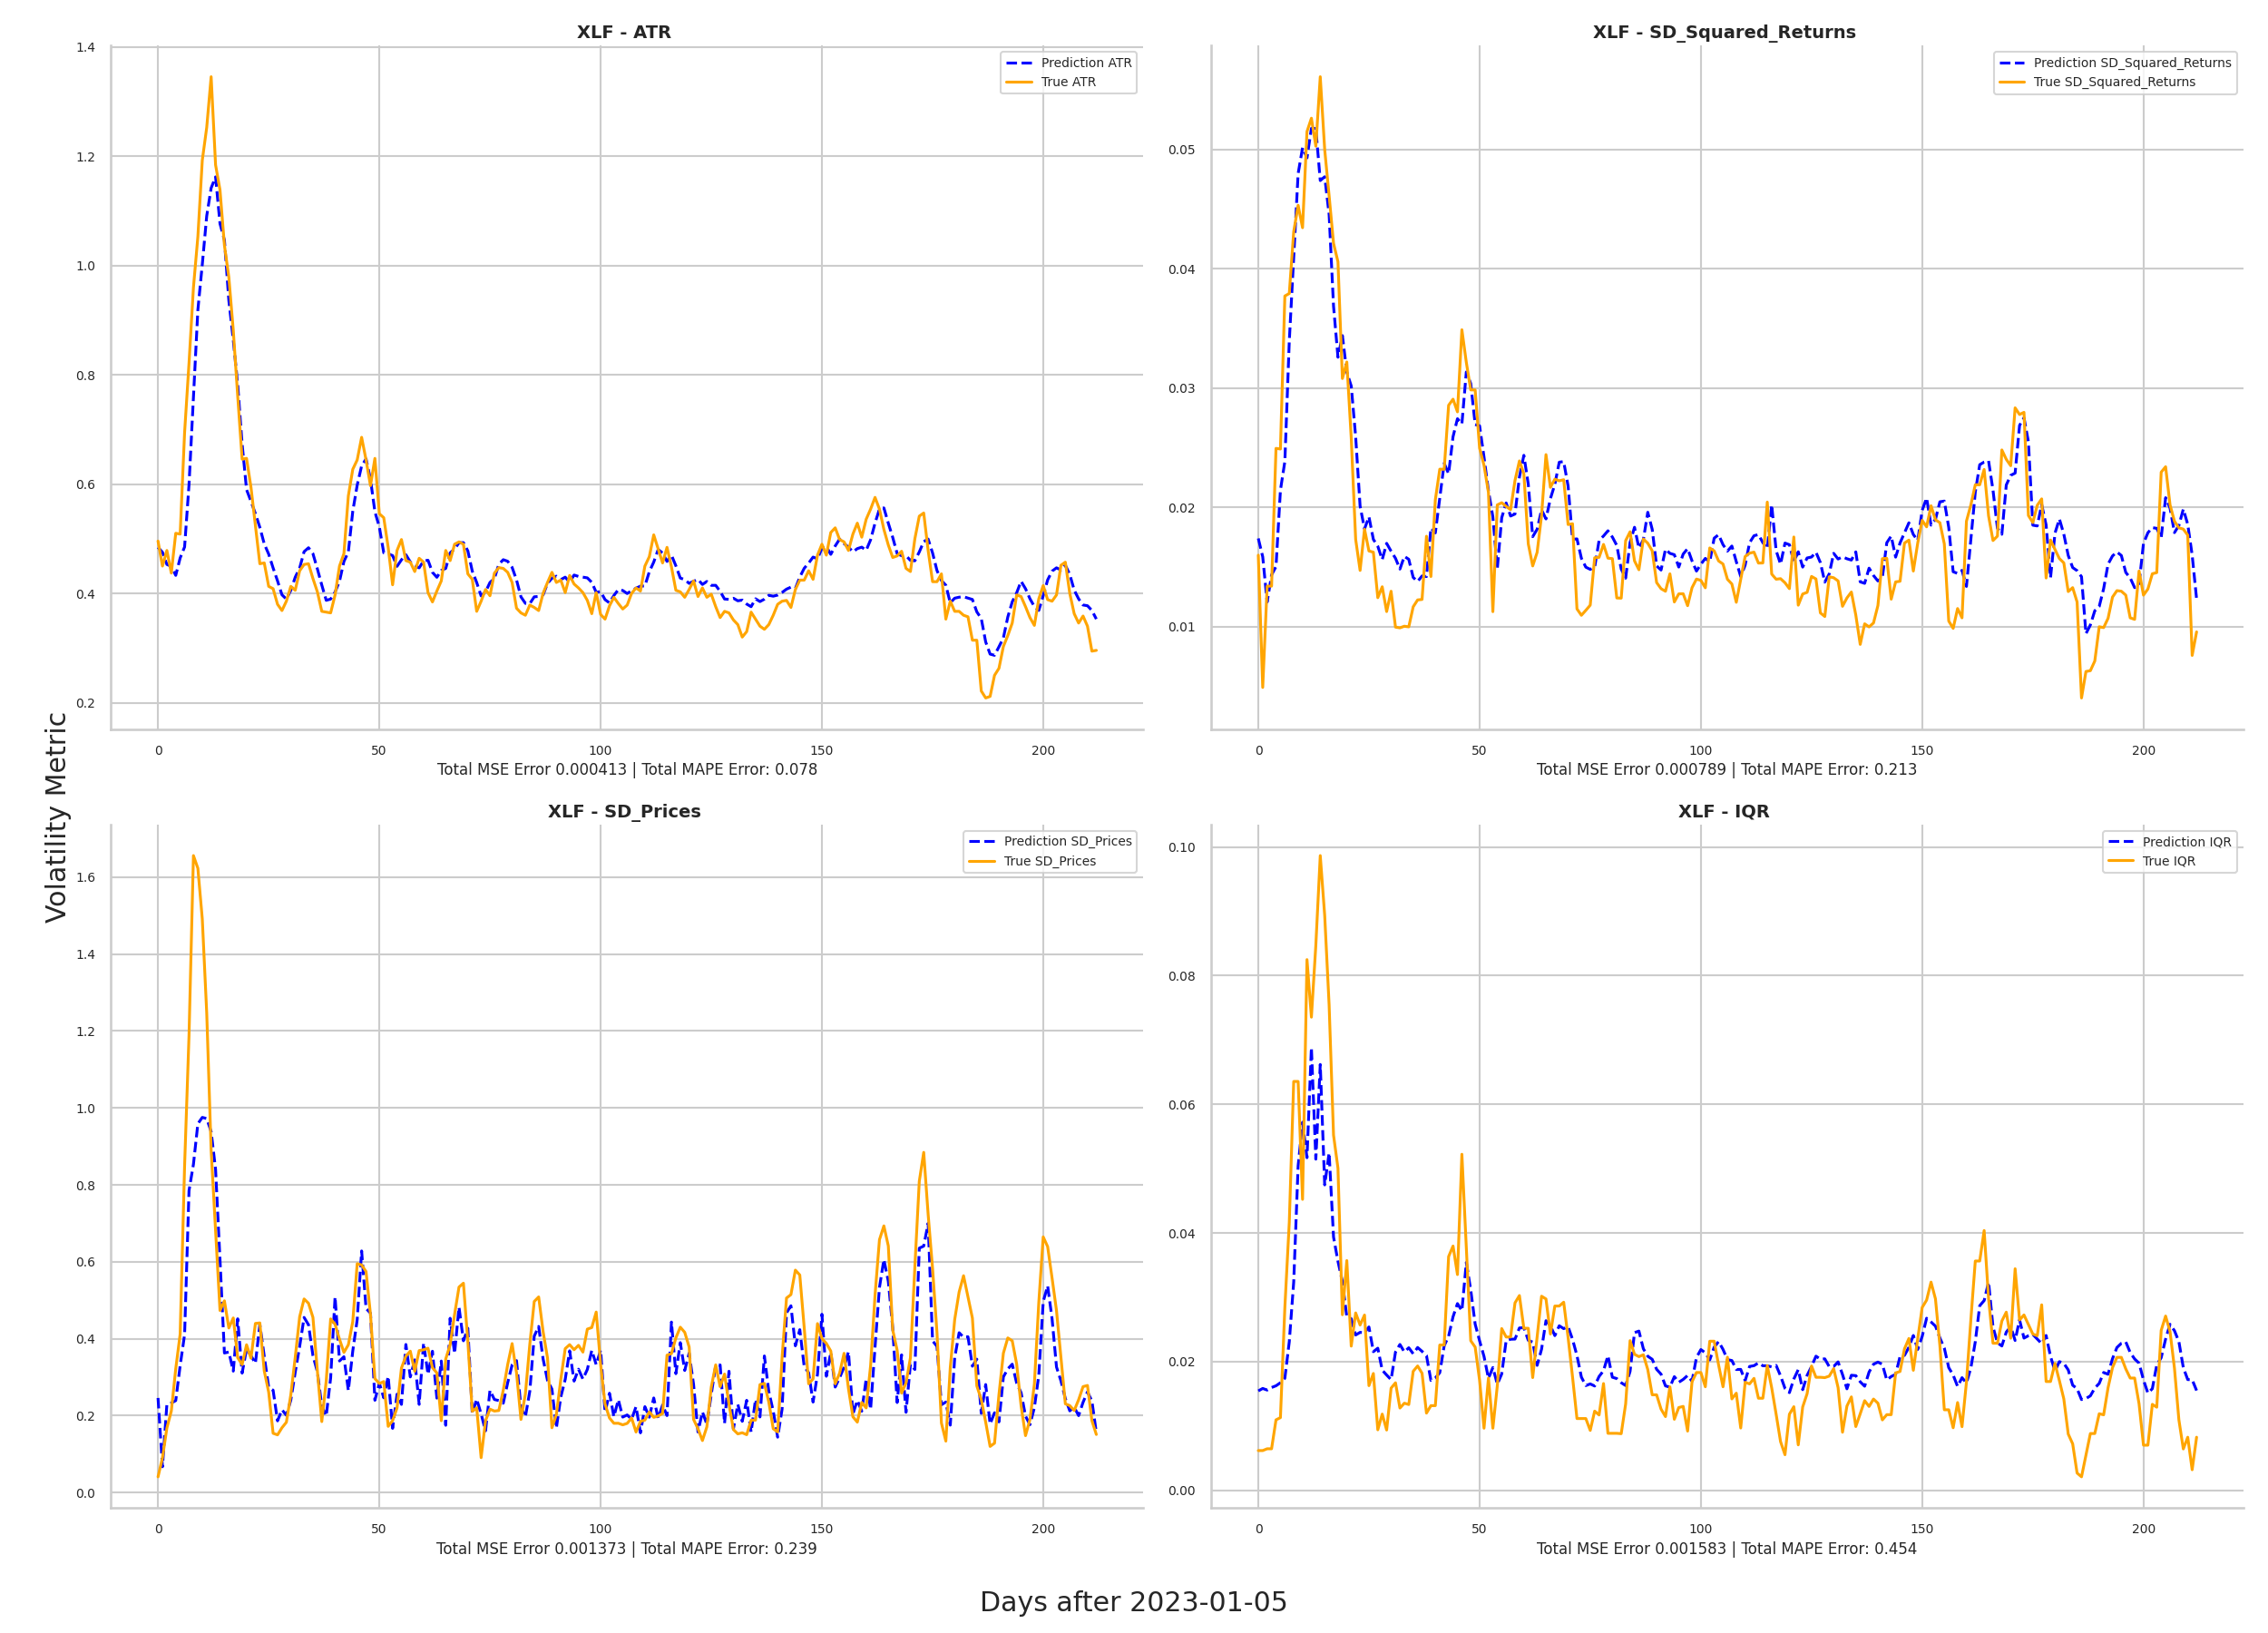 XLF - ATR
Prediction ATR
True ATR
1.4
1.2
1.0
0.8
0.6
0.4
0.2
0
50
100
150
200
Total MSE Error 0.000413 | Total MAPE Error: 0.078
XLF - SD_Squared_Returns
Prediction SD_Squared_Returns
True SD_Squared_Returns
0.05
0.04
0.03
0.02
0.01
0
50
100
150
200
Total MSE Error 0.000789 | Total MAPE Error: 0.213
Volatility Metric
XLF - SD_Prices
Prediction SD_Prices
True SD_Prices
1.6
1.4
1.2
1.0
0.8
0.6
0.4
0.2
0.0
0
50
100
150
200
Total MSE Error 0.001373 | Total MAPE Error: 0.239
XLF - IQR
Prediction IQR
True IQR
0.10
0.08
0.06
0.04
0.02
0.00
0
50
100
150
200
Total MSE Error 0.001583 | Total MAPE Error: 0.454
Days after 2023-01-05